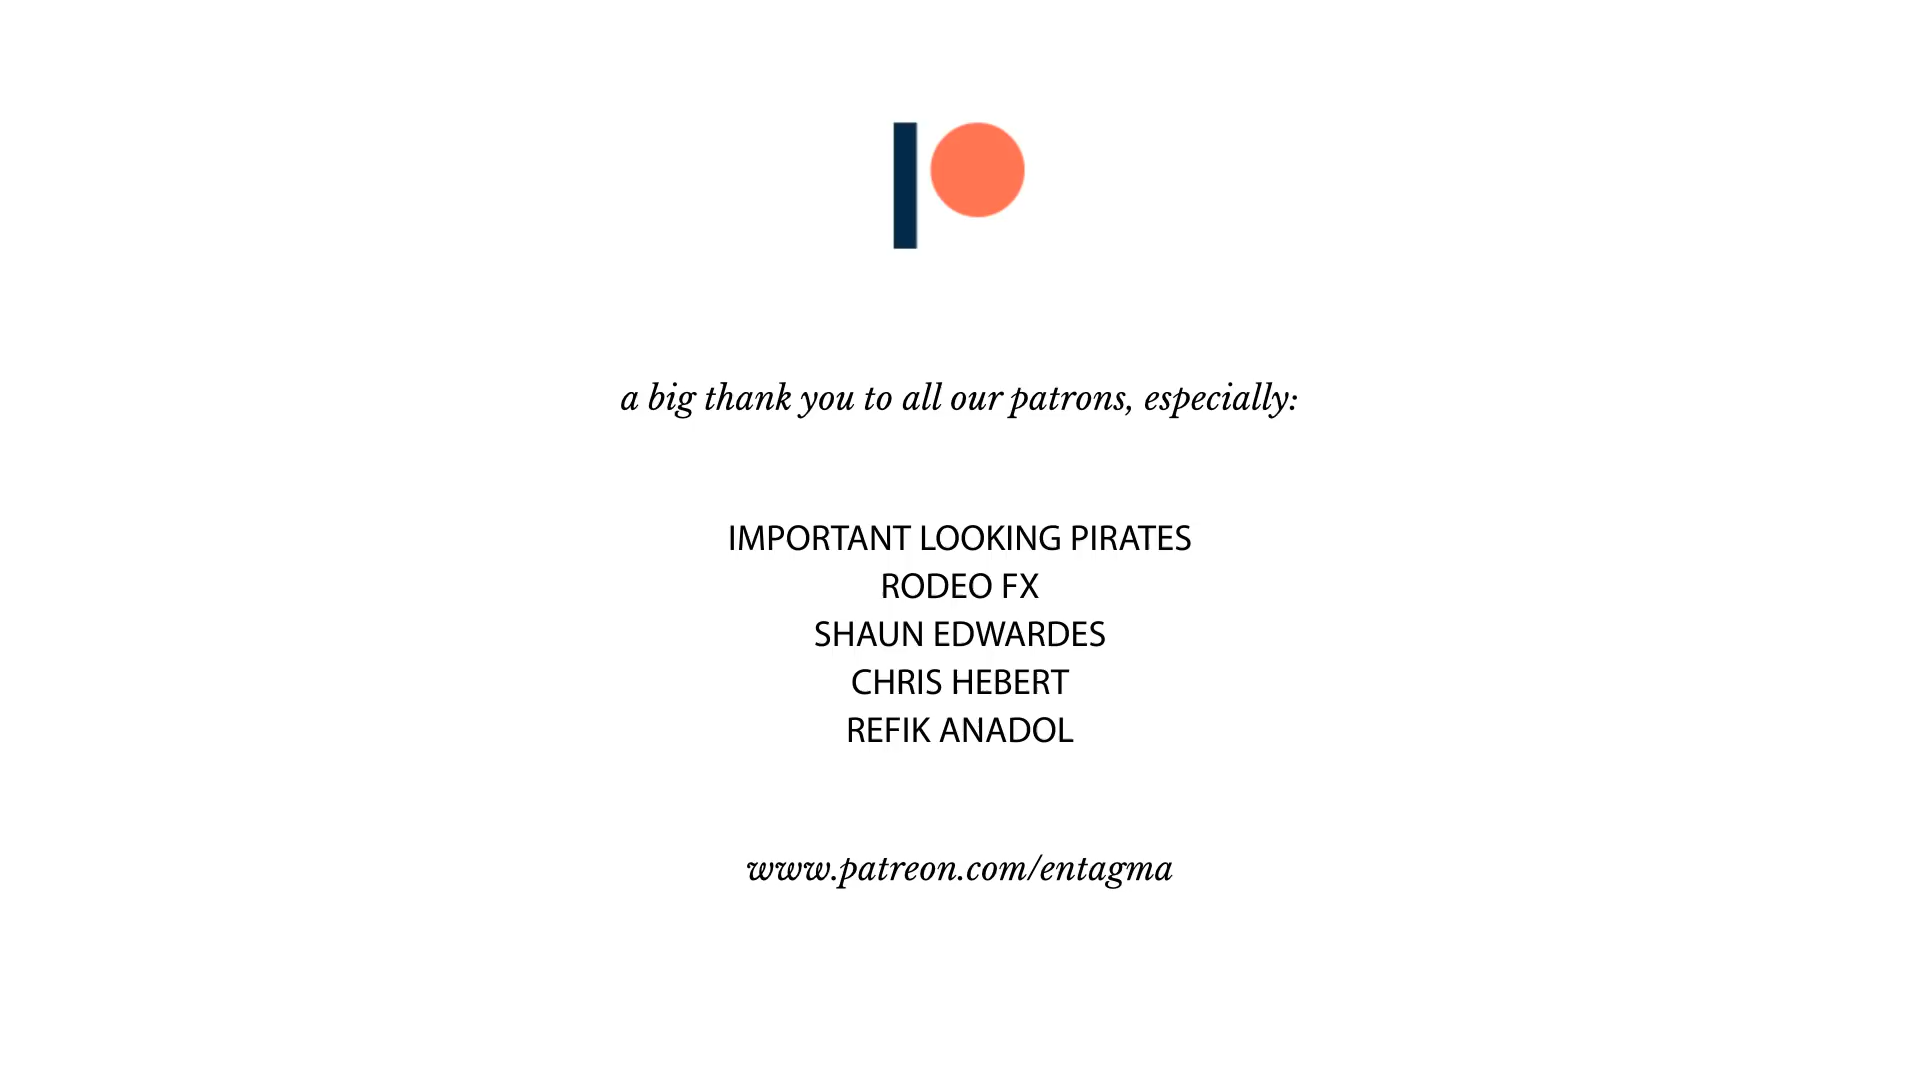 a big thank you to all our patrons, especially:
IMPORTANT LOOKING PIRATES
RODEO FX
SHAUN EDWARDES
CHRIS HEBERT
REFIK ANADOL
www.patreon.com/entagma